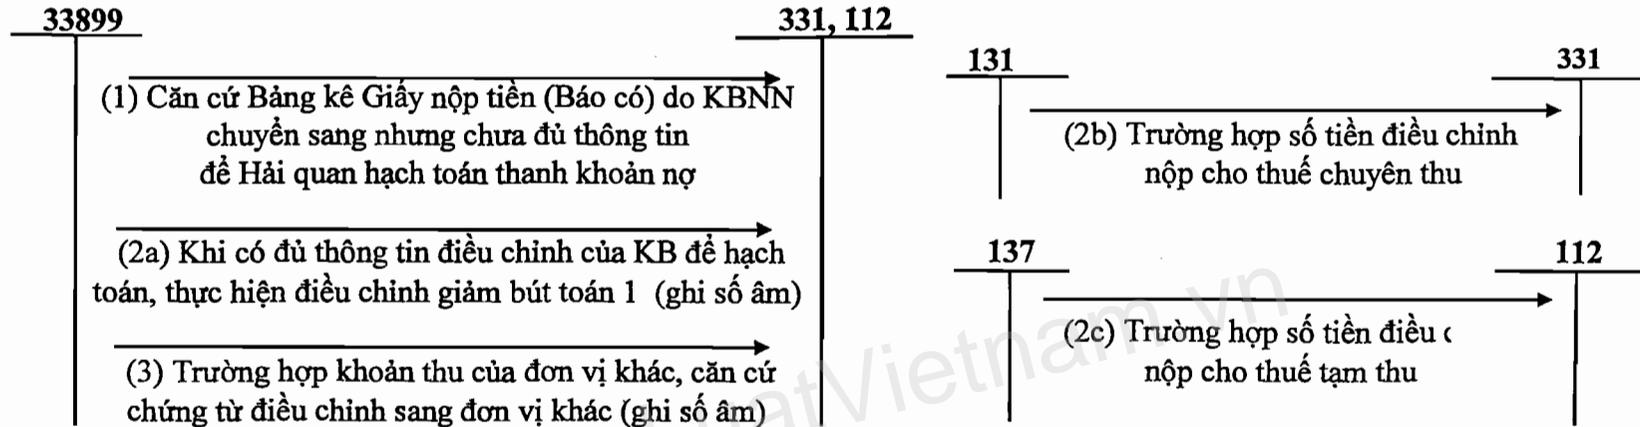 33899
331, 112
(1) Căn cứ Bảng kê Giấy nộp tiền (Báo có) do KBNN
chuyển sang nhưng chưa đủ thông tin
để Hải quan hạch toán thanh khoản nợ
(2a) Khi có đủ thông tin điều chỉnh của KB để hạch
toán, thực hiện điều chỉnh giảm bút toán 1 (ghi số âm)
(3) Trường hợp khoản thu của đơn vị khác, căn cứ
chứng từ điều chỉnh sang đơn vị khác (ghi số âm)
131
331
(2b) Trường hợp số tiền điều chỉnh
nộp cho thuế chuyên thu
137
112
(2c) Trường hợp số tiền điều c
nộp cho thuế tạm thu
uatVietnam.vn